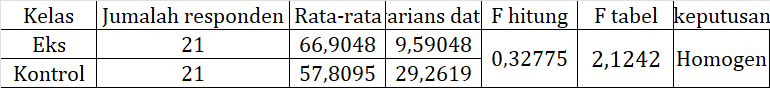 Kelas Jumalah responden Rata-rata arians dat F hitung F tabel keputusan
Eks 21 66,9048 9,59048 0,32775 2,1242 Homogen
Kontrol 21 57,8095 29,2619